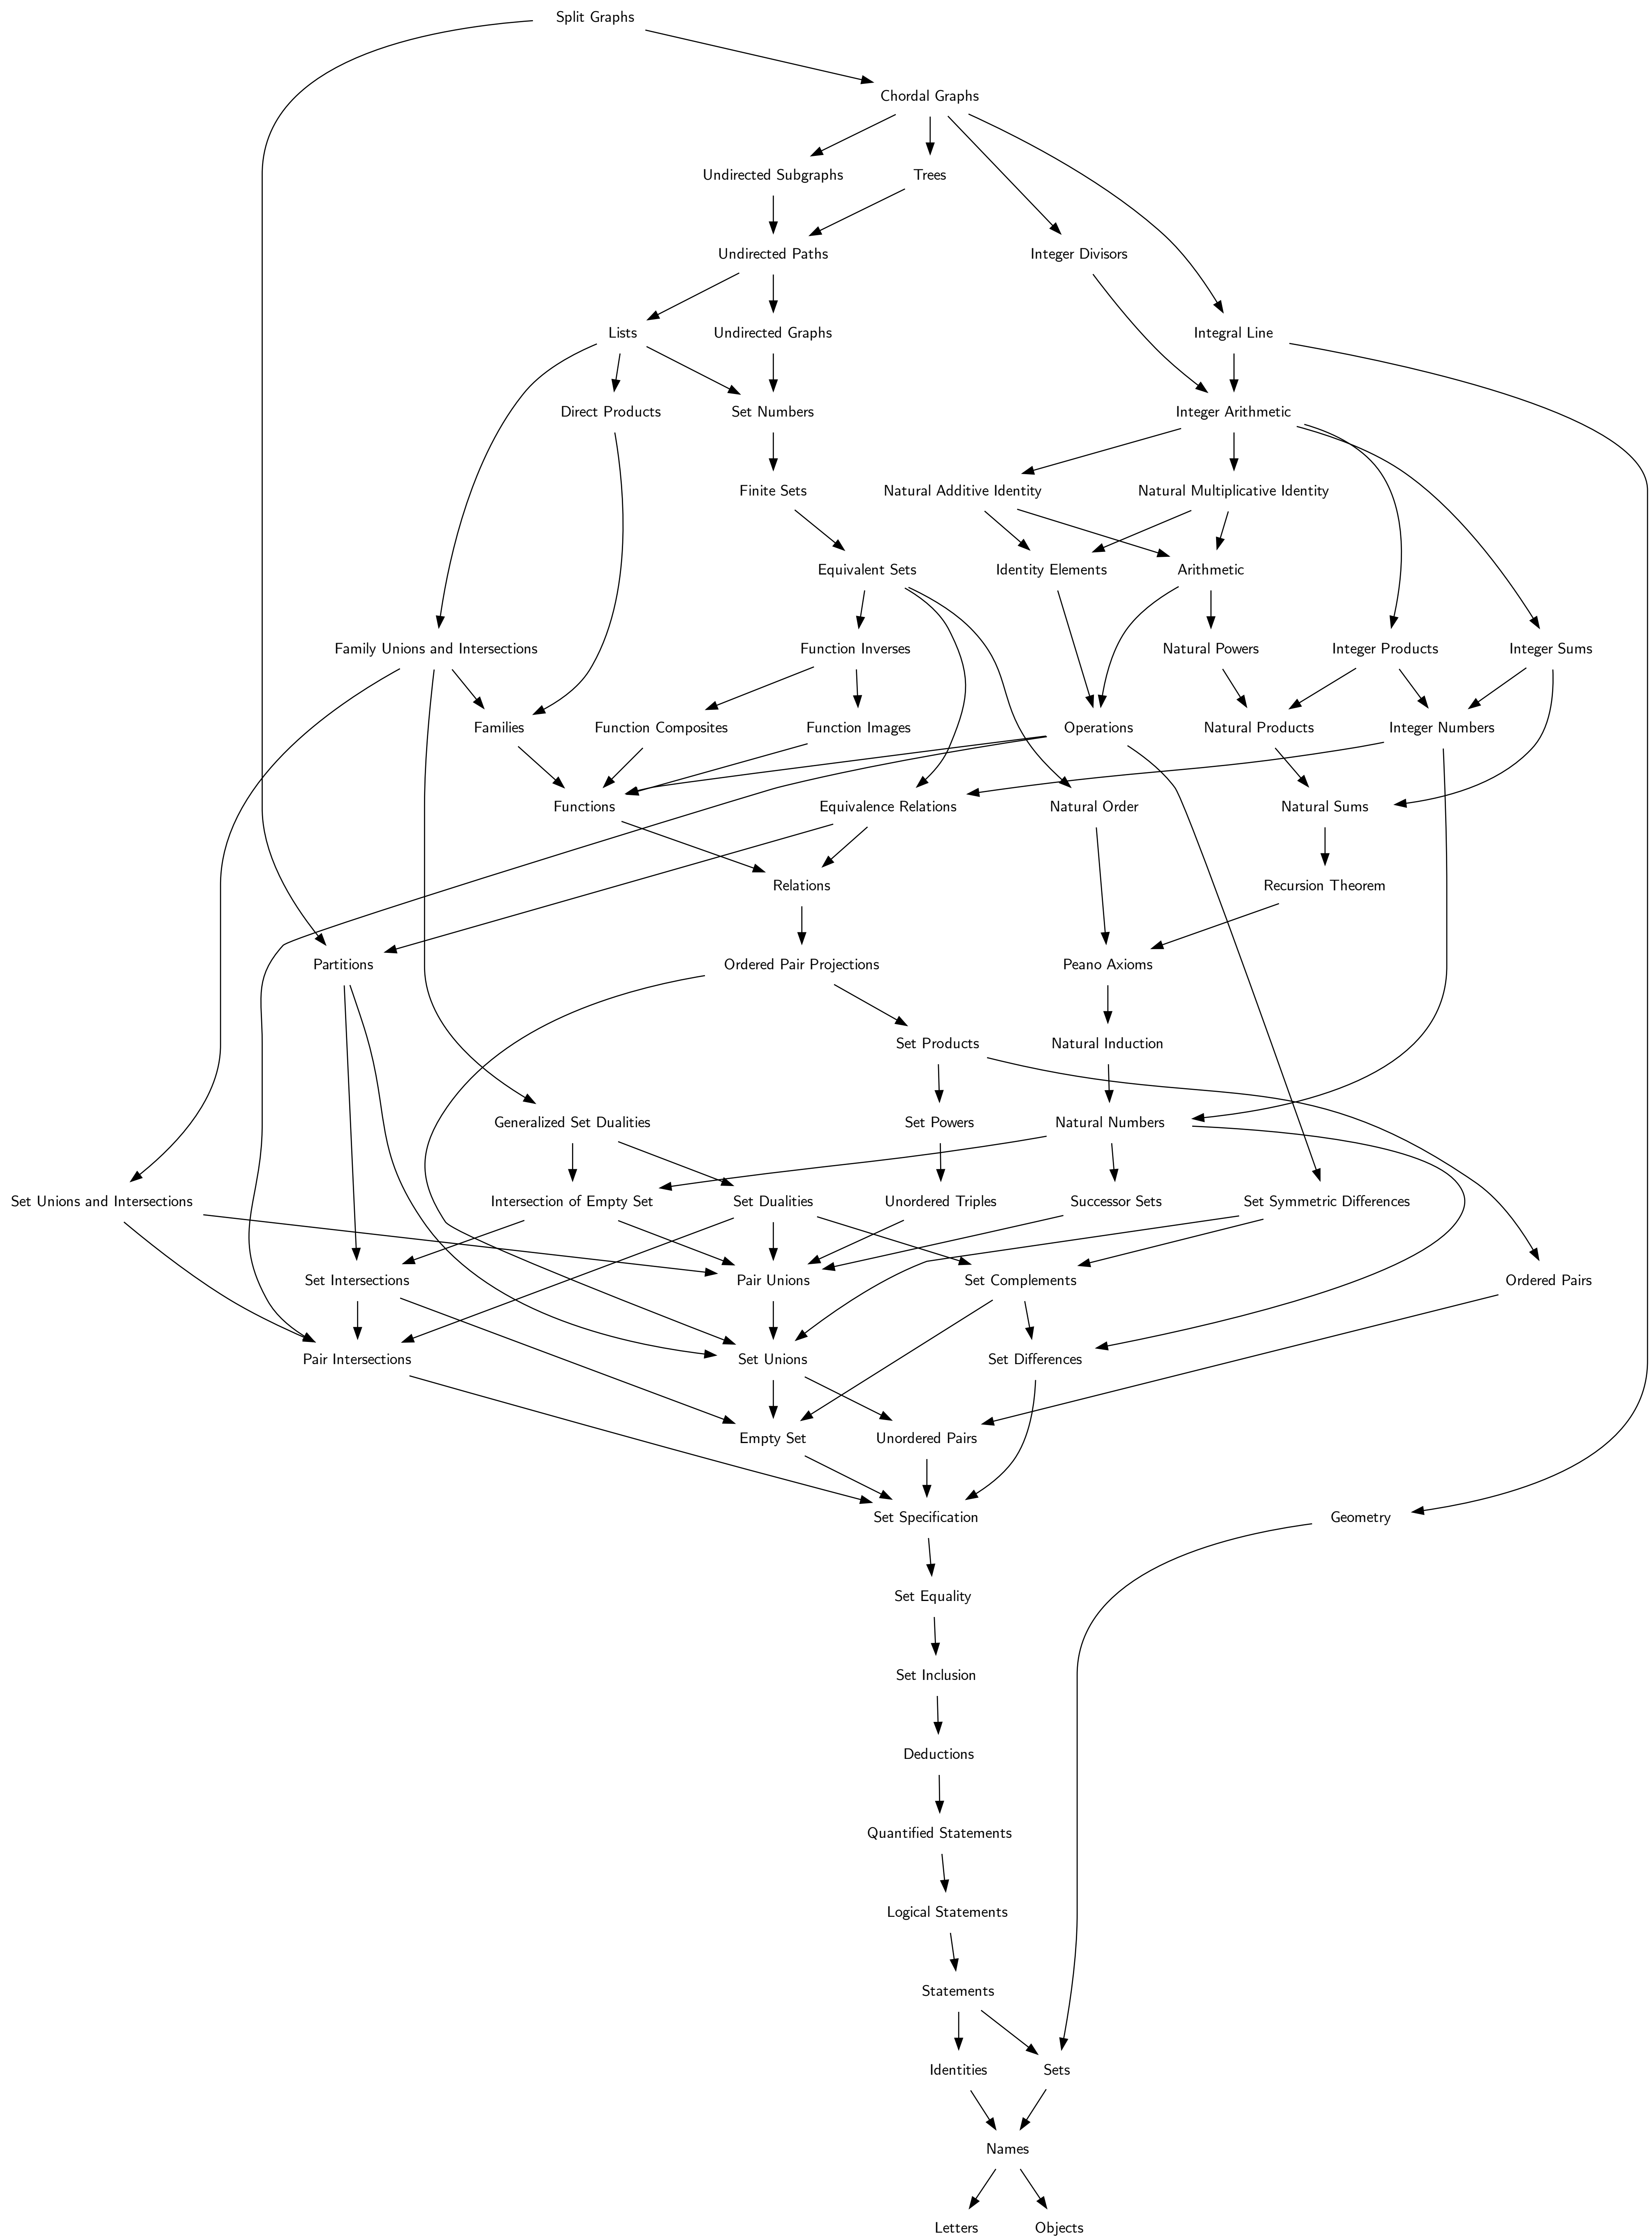 Split Graphs
Chordal Graphs
Undirected Subgraphs
Trees
Undirected Paths
Integer Divisors
Lists
Undirected Graphs
Integral Line
Direct Products
Set Numbers
Integer Arithmetic
Finite Sets
Natural Additive Identity
Natural Multiplicative Identity
Equivalent Sets
Identity Elements
Arithmetic
Family Unions and Intersections
Function Inverses
Natural Powers
Integer Products
Integer Sums
Families
Function Composites
Function Images
Operations
Natural Products
Integer Numbers
Functions
Equivalence Relations
Natural Order
Natural Sums
Relations
Recursion Theorem
Partitions
Ordered Pair Projections
Peano Axioms
Set Products
Natural Induction
Generalized Set Dualities
Set Powers
Natural Numbers
Set Unions and Intersections
Intersection of Empty Set
Set Dualities
Unordered Triples
Successor Sets
Set Symmetric Differences
Set Intersections
Pair Unions
Set Complements
Ordered Pairs
Pair Intersections
Set Unions
Set Differences
Empty Set
Unordered Pairs
Set Specification
Geometry
Set Equality
Set Inclusion
Deductions
Quantified Statements
Logical Statements
Statements
Identities
Sets
Names
Letters
Objects